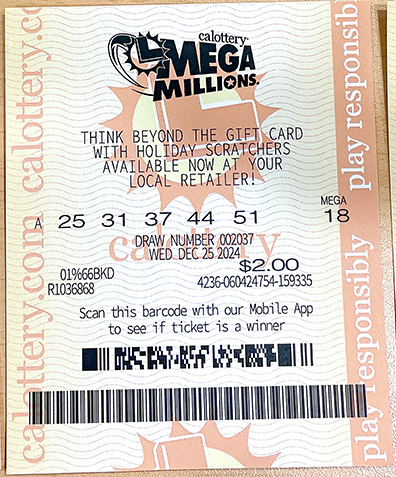 calottery
MEGA
MILLIONS.
THINK BEYOND THE GIFT CARD
WITH HOLIDAY SCRATCHERS
AVAILABLE NOW AT YOUR
LOCAL RETAILER!
MEGA
A 25 31 37 44 51 18
calottery
DRAW NUMBER 002037
WED DEC 25 2024
$2.00
01%66BKD 4236-060424754-159335
R1036868
Scan this barcode with our Mobile App
to see if ticket is a winner
calottery.com calottery.co
play responsibly play responsibl